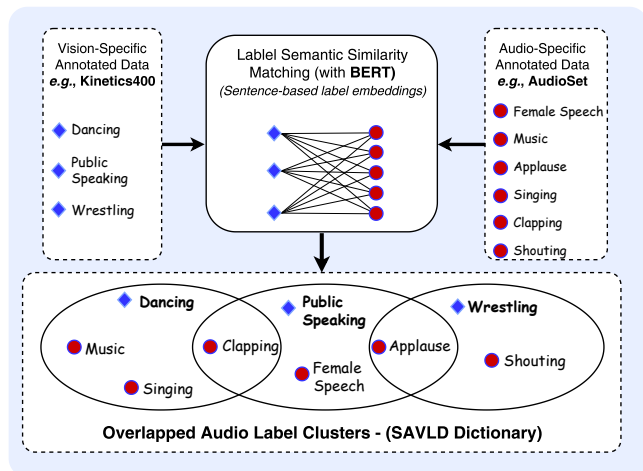 Vision-Specific
Annotated Data
e.g., Kinetics400
Dancing
Public
Speaking
Wrestling
Lablel Semantic Similarity
Matching (with BERT)
(Sentence-based label embeddings)
Audio-Specific
Annotated Data
e.g., AudioSet
Female Speech
Music
Applause
Singing
Clapping
Shouting
Dancing
Music
Singing
Clapping
Public
Speaking
Female
Speech
Applause
Wrestling
Shouting
Overlapped Audio Label Clusters - (SAVLD Dictionary)